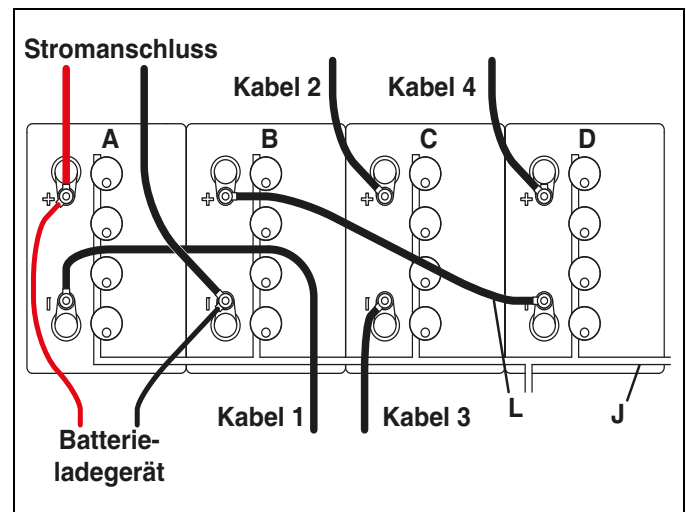 Stromanschluss
Kabel 2 Kabel 4
A B C D
+ + + +
– – – –
Kabel 1 Kabel 3 L J
Batterie-
ladegerät